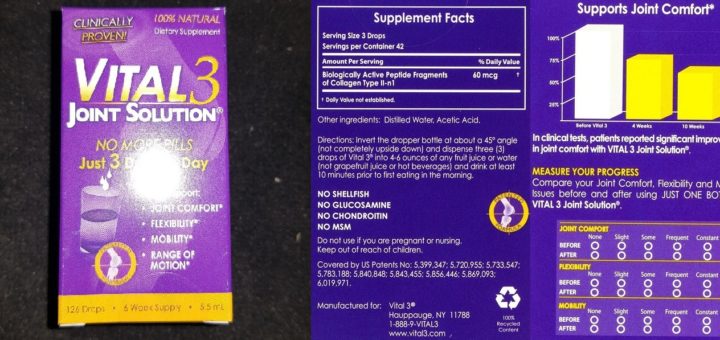 CLINICALLY
PROVEN!
100% NATURAL
Dietary Supplement
VITAL3
JOINT SOLUTION®
NO MORE PILLS
Just 3 Day
JOINT COMFORT*
• FLEXIBILITY*
• MOBILITY*
• RANGE OF
MOTION*
126 Drops • 6 Week Supply • 5.5 mL
Supplement Facts
Serving Size 3 Drops
Servings per Container 42
Amount Per Serving % Daily Value
Biologically Active Peptide Fragments 60 mcg †
of Collagen Type II-n1
† Daily Value not established.
Other ingredients: Distilled Water, Acetic Acid.
Directions: Invert the dropper bottle at about a 45° angle
(not completely upside down) and dispense three (3)
drops of Vital 3® into 4-6 ounces of any fruit juice or water
(not grapefruit juice or hot beverages) and drink at least
10 minutes prior to first eating in the morning.
NO SHELLFISH
NO GLUCOSAMINE
NO CHONDROITIN
NO MSM
Do not use if you are pregnant or nursing.
Keep out of reach of children.
Covered by US Patents No: 5,399,347; 5,720,955; 5,733,547;
5,783,188; 5,840,848; 5,843,455; 5,856,446; 5,869,093;
6,019,971.
Manufactured for: Vital 3®
Hauppauge, NY 11788
1-888-9-VITAL3
www.vital3.com
100%
Recycled
Content
Supports Joint Comfort*
100%
75%
50%
25%
Before Vital 3 4 Weeks 10 Weeks
In clinical tests, patients reported significant improv
in joint comfort with VITAL 3 Joint Solution®.
MEASURE YOUR PROGRESS
Compare your Joint Comfort, Flexibility and M
Issues before and after using JUST ONE BOT
VITAL 3 Joint Solution®.
JOINT COMFORT
None Slight Some Frequent Constant
BEFORE
AFTER
FLEXIBILITY
None Slight Some Frequent Constant
BEFORE
AFTER
MOBILITY
None Slight Some Frequent Constant
BEFORE
AFTER